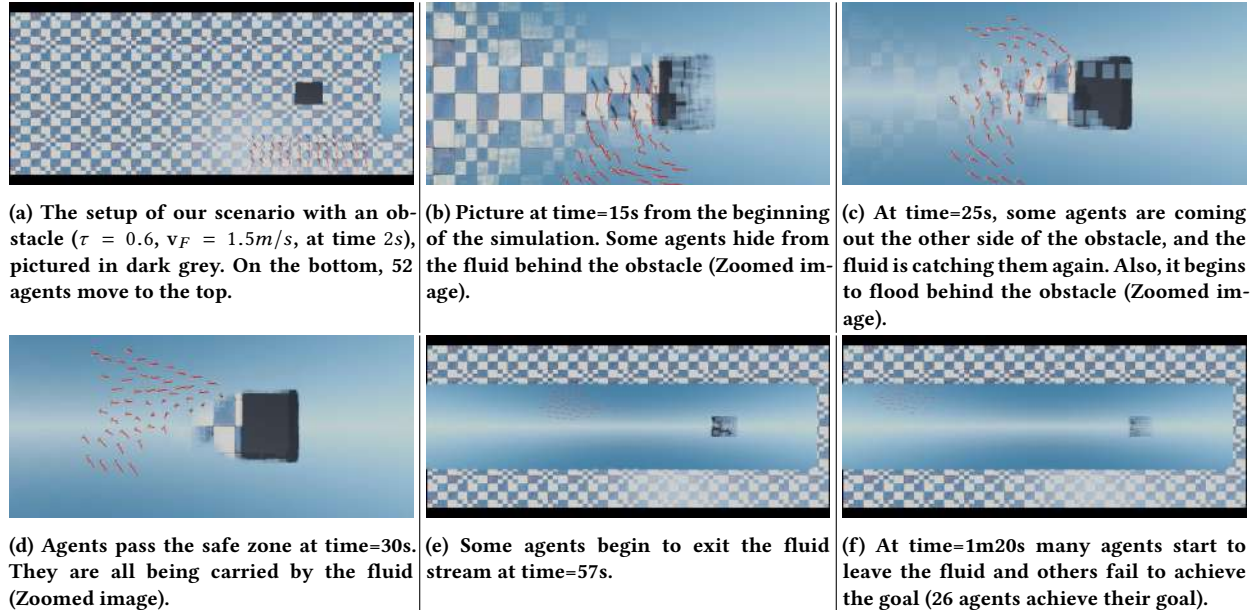 (a) The setup of our scenario with an ob-
stacle (τ = 0.6, v_F = 1.5m/s, at time 2s),
pictured in dark grey. On the bottom, 52
agents move to the top.
(b) Picture at time=15s from the beginning
of the simulation. Some agents hide from
the fluid behind the obstacle (Zoomed im-
age).
(c) At time=25s, some agents are coming
out the other side of the obstacle, and the
fluid is catching them again. Also, it begins
to flood behind the obstacle (Zoomed im-
age).
(d) Agents pass the safe zone at time=30s.
They are all being carried by the fluid
(Zoomed image).
(e) Some agents begin to exit the fluid
stream at time=57s.
(f) At time=1m20s many agents start to
leave the fluid and others fail to achieve
the goal (26 agents achieve their goal).